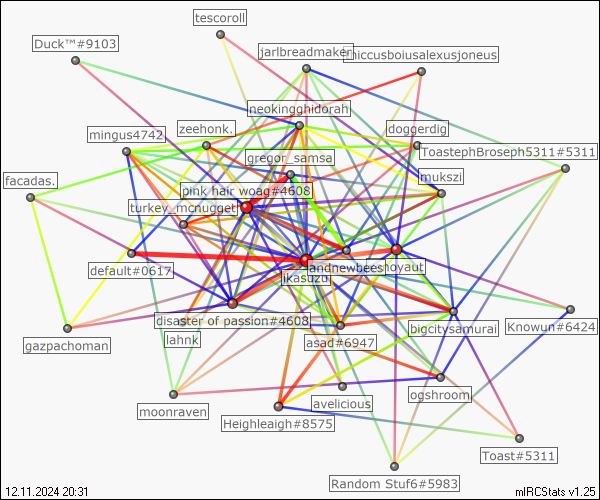 tescoroll
Duck™#9103
jarlbreadmaker
hiccusboiusalexusjoneus
neokingghidorah
zeehonk.
mingus4742
doggerdig
ToastephBroseph5311#5311
gregor_samsa
mukszi
facadas.
pink hair woag#4608
turkey_mcnugget
default#0617
andnewbees
hoyaut
likasuzu
disaster of passion#4608
bigcitysamurai
Knowun#6424
lahnk
asad#6947
gazpachoman
ogshroom
avelicious
moonraven
Heighleaigh#8575
Toast#5311
Random Stuf6#5983
12.11.2024 20:31
mIRCStats v1.25